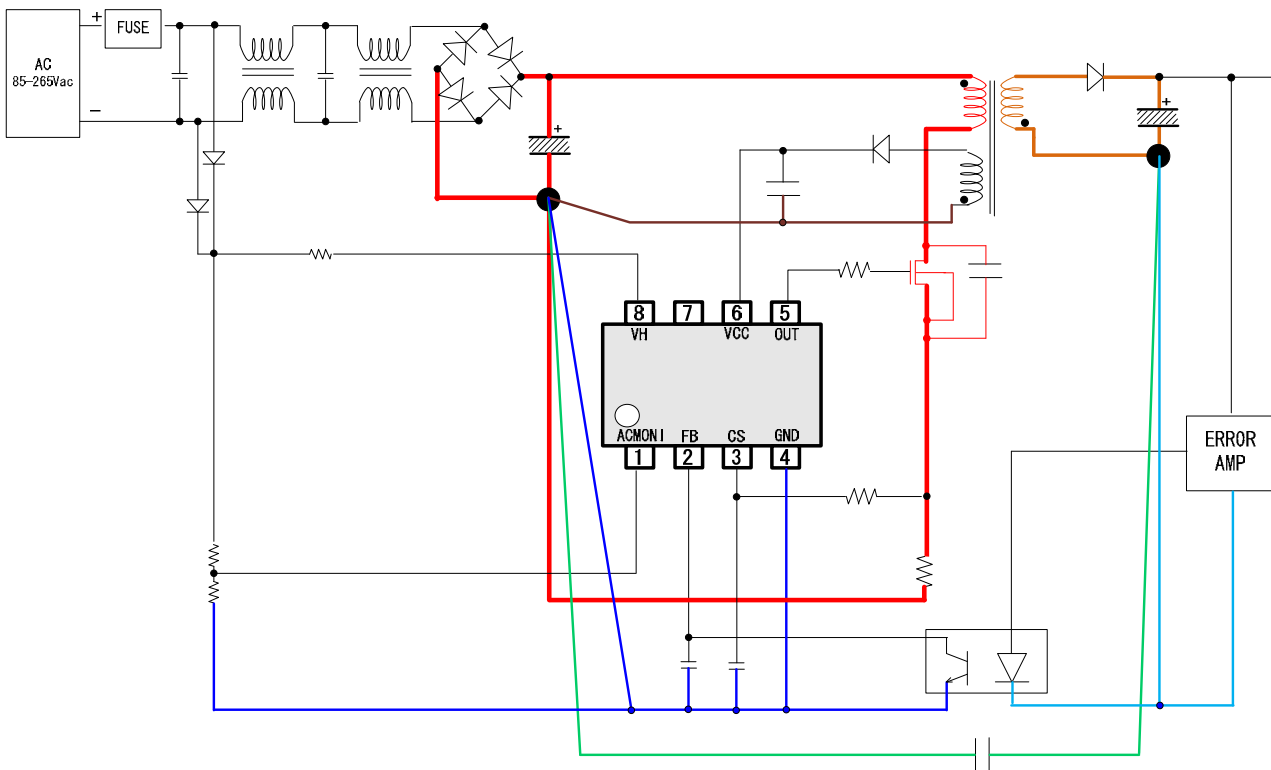 +
FUSE
AC
85-265Vac
-
+
+
8
7
6
5
VH
VCC
OUT
ACMONI
FB
CS
GND
1
2
3
4
ERROR
AMP